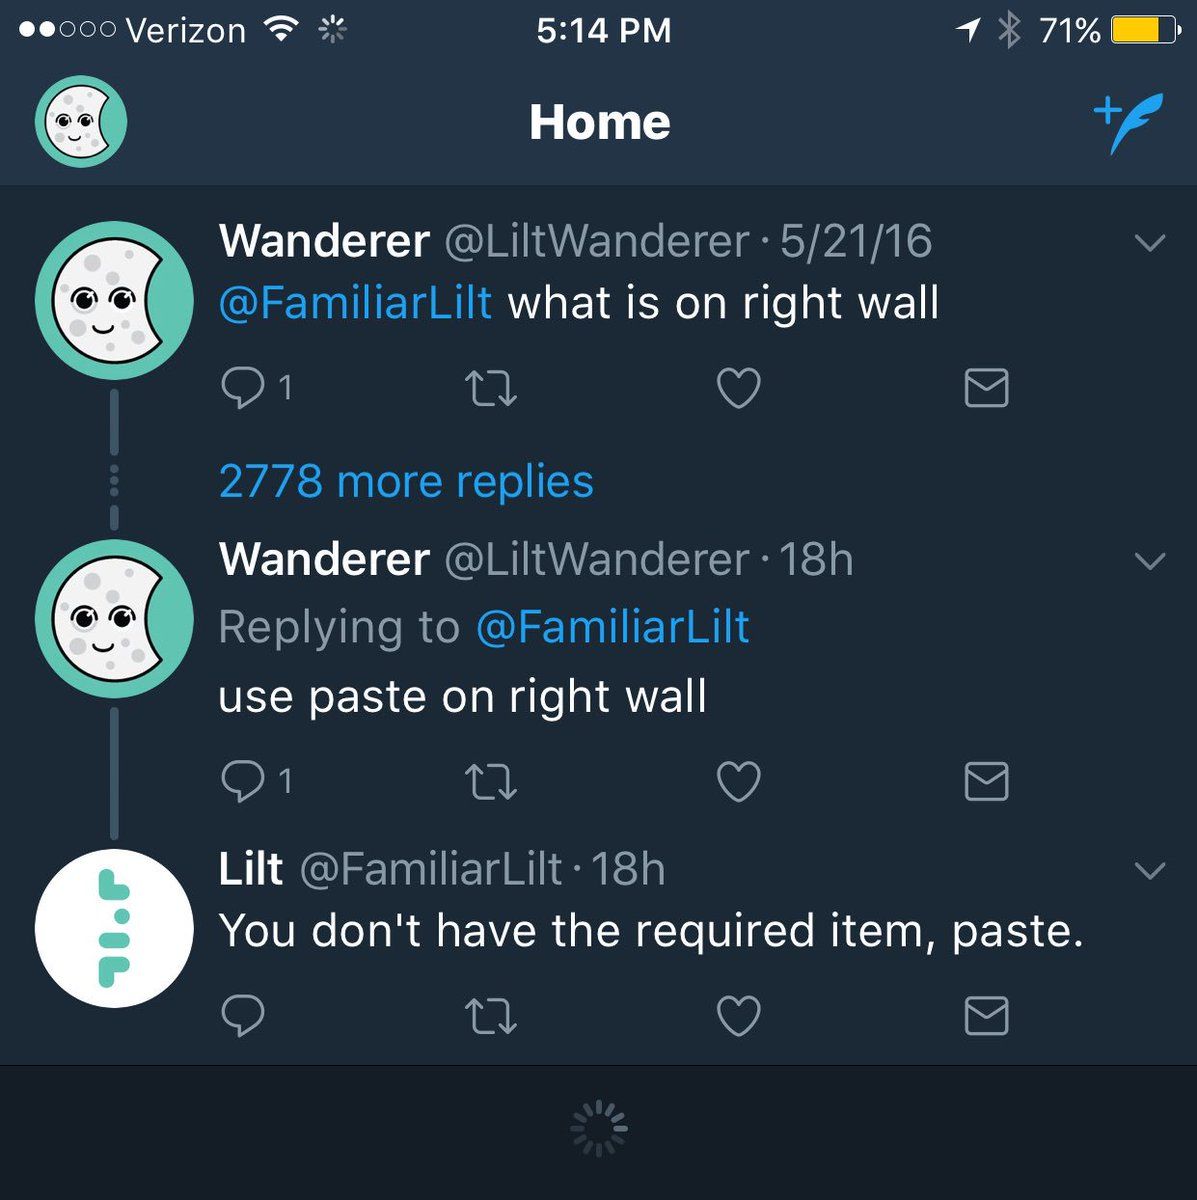 Verizon 5:14 PM 71%
Home
Wanderer @LiltWanderer · 5/21/16
@FamiliarLilt what is on right wall
1
2778 more replies
Wanderer @LiltWanderer · 18h
Replying to @FamiliarLilt
use paste on right wall
1
Lilt @FamiliarLilt · 18h
You don't have the required item, paste.